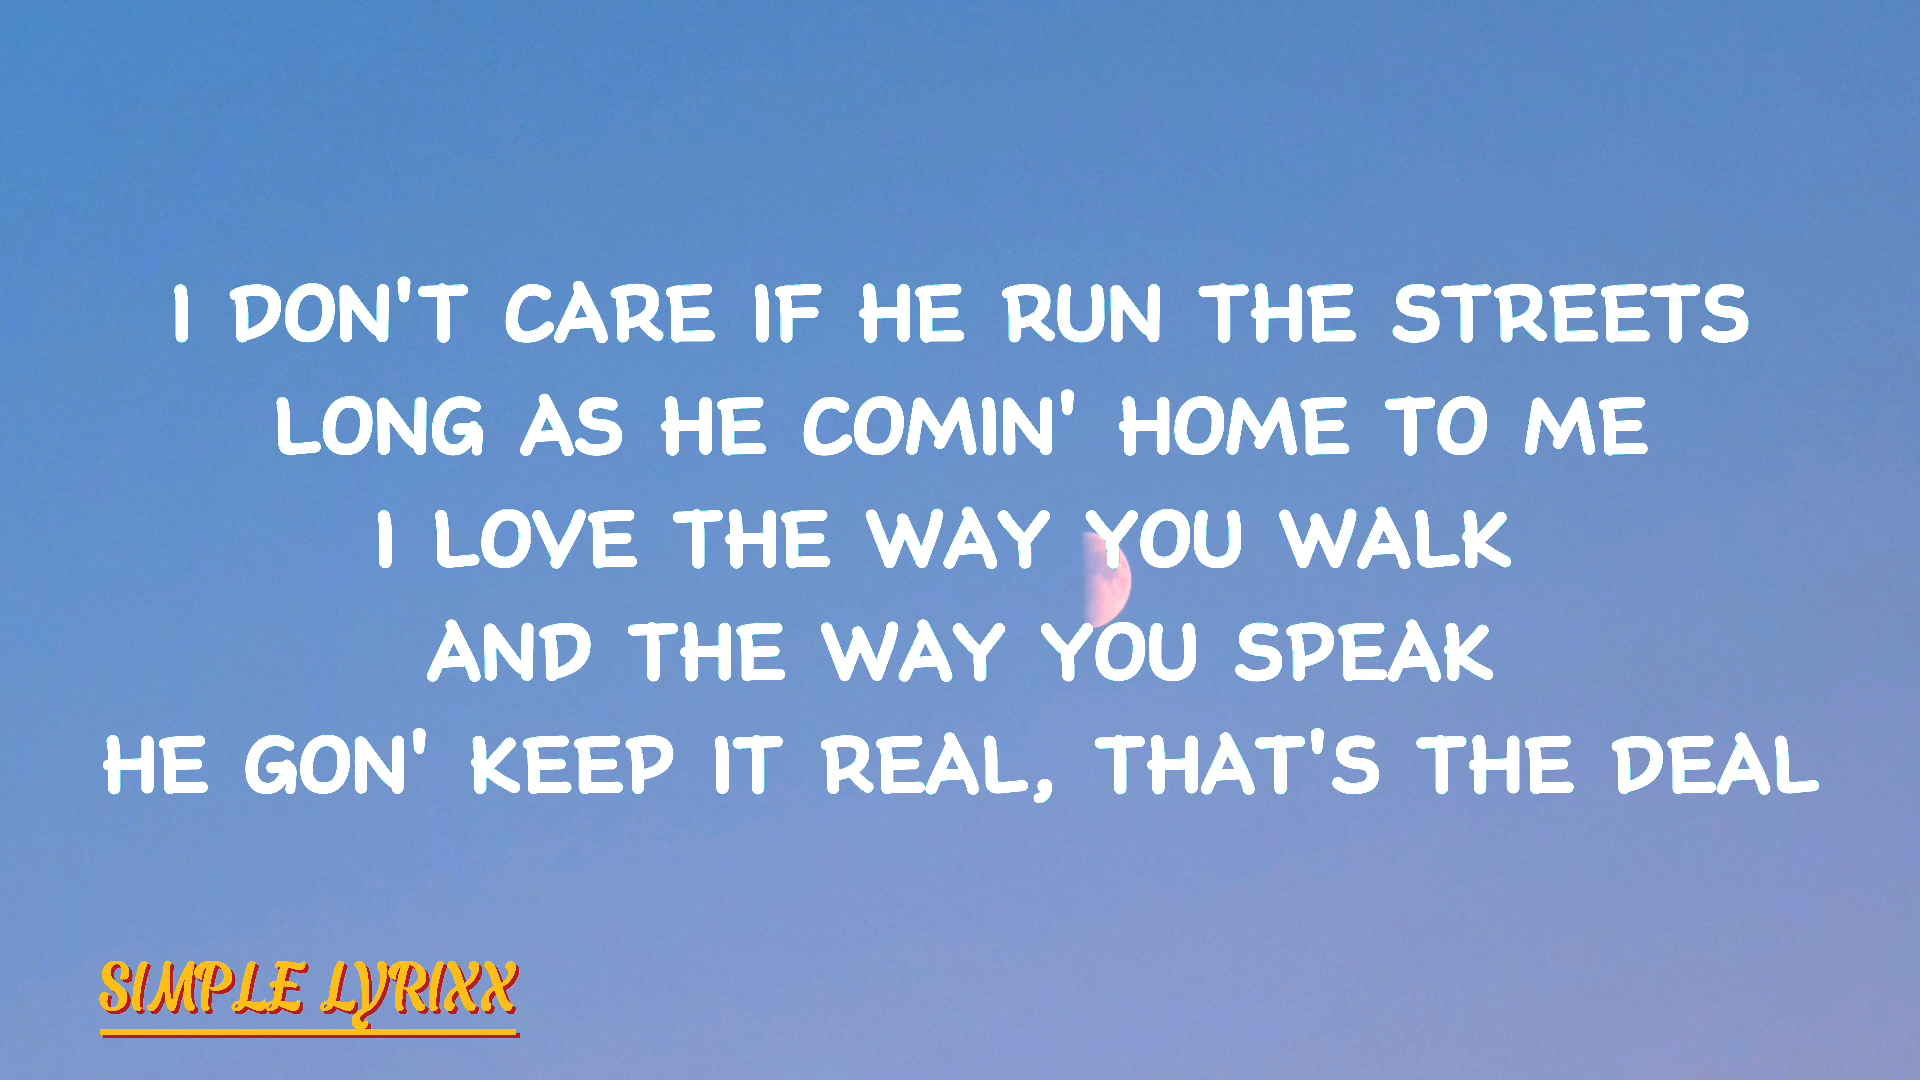 I DON'T CARE IF HE RUN THE STREETS
LONG AS HE COMIN' HOME TO ME
I LOVE THE WAY YOU WALK
AND THE WAY YOU SPEAK
HE GON' KEEP IT REAL, THAT'S THE DEAL
SIMPLE LYRIXX